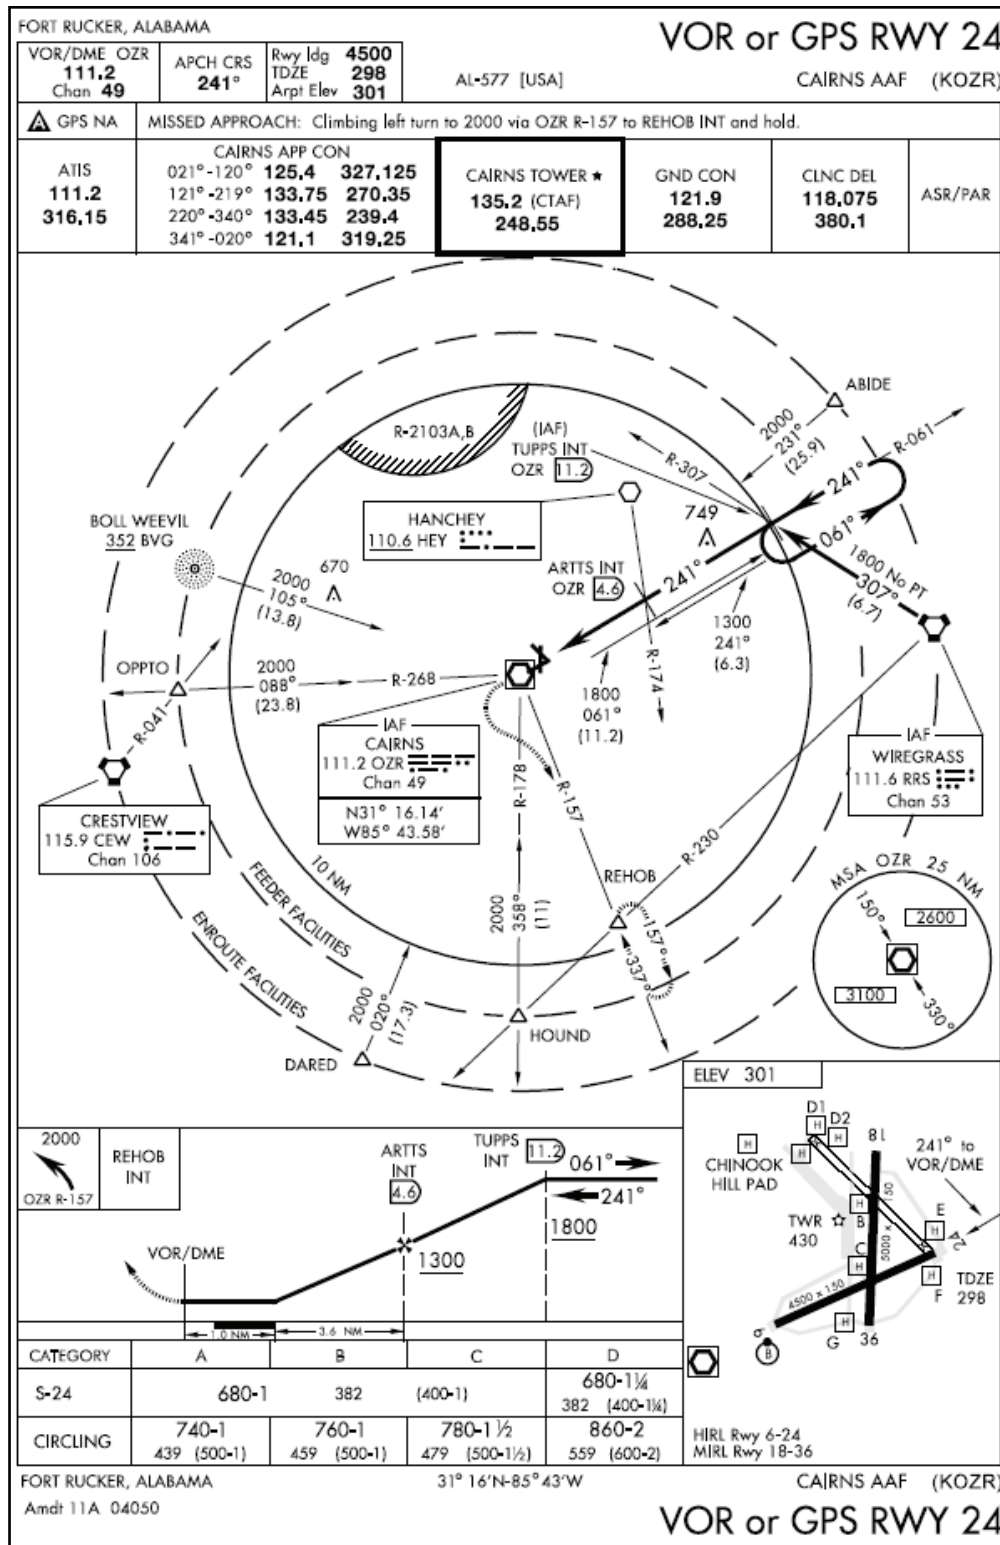 FORT RUCKER, ALABAMA
VOR or GPS RWY 24
VOR/DME OZR
111.2
Chan 49
APCH CRS
241°
Rwy ldg 4500
TDZE 298
Arpt Elev 301
AL-577 [USA]
CAIRNS AAF (KOZR)
A GPS NA
MISSED APPROACH: Climbing left turn to 2000 via OZR R-157 to REHOB INT and hold.
ATIS
111.2
316.15
CAIRNS APP CON
021°-120° 125.4 327.125
121°-219° 133.75 270.35
220°-340° 133.45 239.4
341°-020° 121.1 319.25
CAIRNS TOWER ★
135.2 (CTAF)
248.55
GND CON
121.9
288.25
CLNC DEL
118.075
380.1
ASR/PAR
ABIDE
2000
231°
(25.9)
R-061
R-2103A,B
(IAF)
TUPPS INT
OZR 11.2
R-307
241°
061°
HANCHEY
110.6 HEY
749
BOLL WEEVIL
352 BVG
670
2000
105°
(13.8)
ARTTS INT
OZR 4.6
241°
1800 No PT
307°
(6.7)
1300
241°
(6.3)
OPPTO
2000
088°
(23.8)
R-268
R-174
1800
061°
(11.2)
R-041
IAF
CAIRNS
111.2 OZR
Chan 49
N31° 16.14'
W85° 43.58'
IAF
WIREGRASS
111.6 RRS
Chan 53
CRESTVIEW
115.9 CEW
Chan 106
R-178
R-157
R-230
10 NM
FEEDER FACILITIES
ENROUTE FACILITIES
2000
358°
(11)
REHOB
157°
337°
MSA OZR 25 NM
150°
2600
3100
330°
2000
020°
(17.3)
DARED
HOUND
ELEV 301
D1
D2
H
H
H
H
18
CHINOOK
HILL PAD
241° to
VOR/DME
TWR
430
H
B
5000 x 150
E
H
24
C
H
H
F
TDZE
298
4500 x 150
6
G
H
36
B
HIRL Rwy 6-24
MIRL Rwy 18-36
2000
OZR R-157
REHOB
INT
ARTTS
INT
4.6
TUPPS
INT
11.2
061°
241°
VOR/DME
1300
1800
1.0 NM
3.6 NM
CATEGORY A B C D
S-24 680-1 382 (400-1) 680-1¼
382 (400-1¼)
CIRCLING 740-1 760-1 780-1½ 860-2
439 (500-1) 459 (500-1) 479 (500-1½) 559 (600-2)
FORT RUCKER, ALABAMA
31° 16'N-85° 43'W
CAIRNS AAF (KOZR)
Amdt 11A 04050
VOR or GPS RWY 24